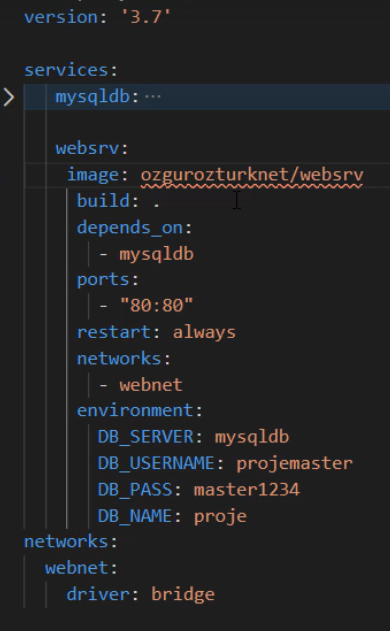 version: '3.7'
services:
mysqldb: ···
websrv:
image: ozgurozturknet/websrv
build: .
depends_on:
- mysqldb
ports:
- "80:80"
restart: always
networks:
- webnet
environment:
DB_SERVER: mysqldb
DB_USERNAME: projemaster
DB_PASS: master1234
DB_NAME: proje
networks:
webnet:
driver: bridge